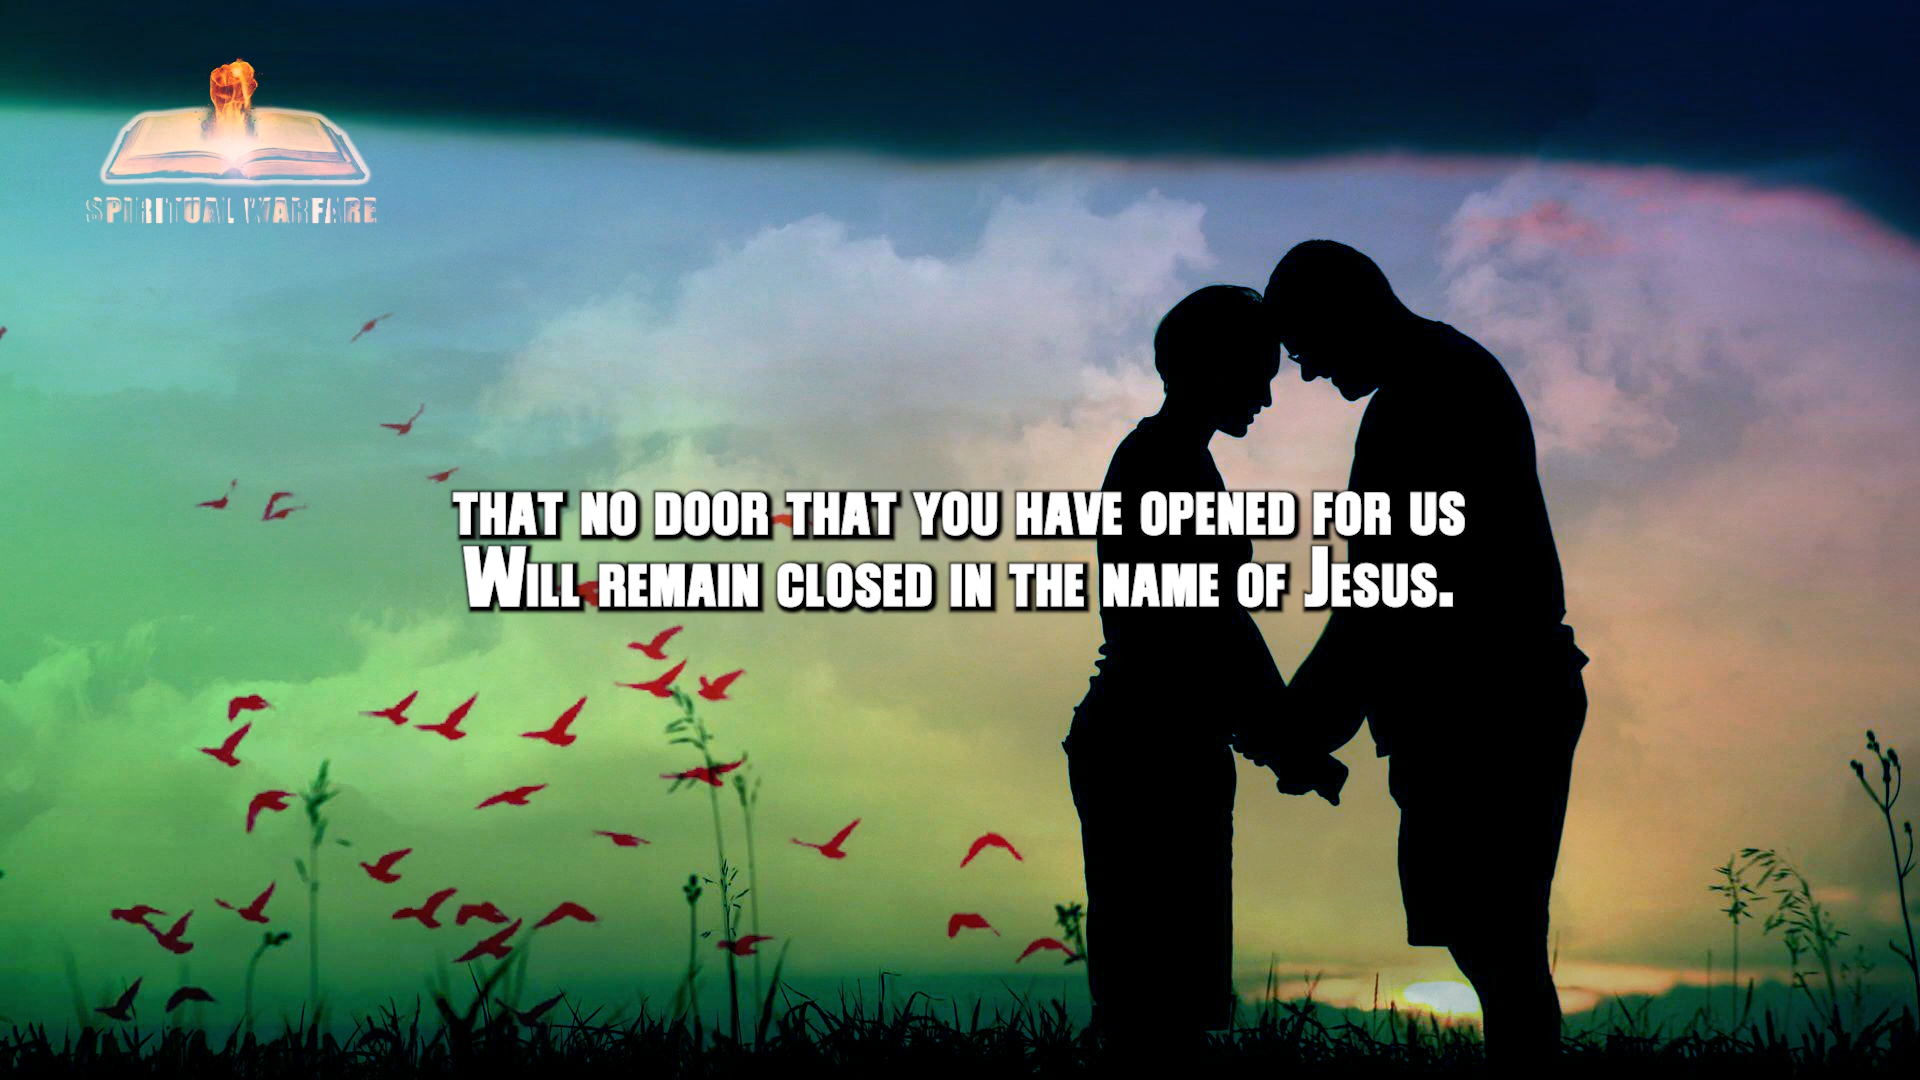 SPIRITUAL WARFARE
THAT NO DOOR THAT YOU HAVE OPENED FOR US
WILL REMAIN CLOSED IN THE NAME OF JESUS.